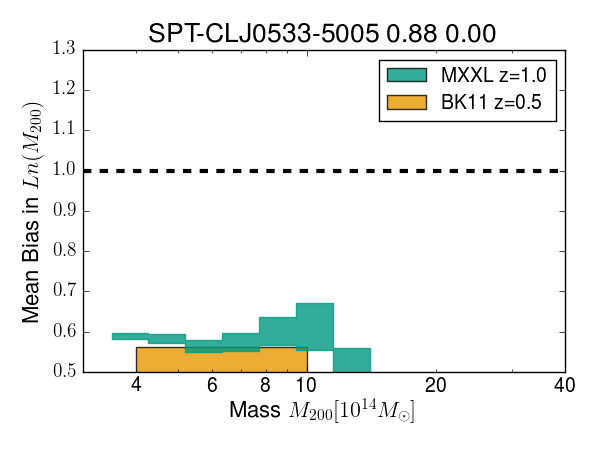 SPT-CLJ0533-5005 0.88 0.00
MXXL z=1.0
BK11 z=0.5
Mean Bias in Ln(M₂₀₀)
1.3
1.2
1.1
1.0
0.9
0.8
0.7
0.6
0.5
4 6 8 10 20 40
Mass M₂₀₀[10¹⁴M⊙]